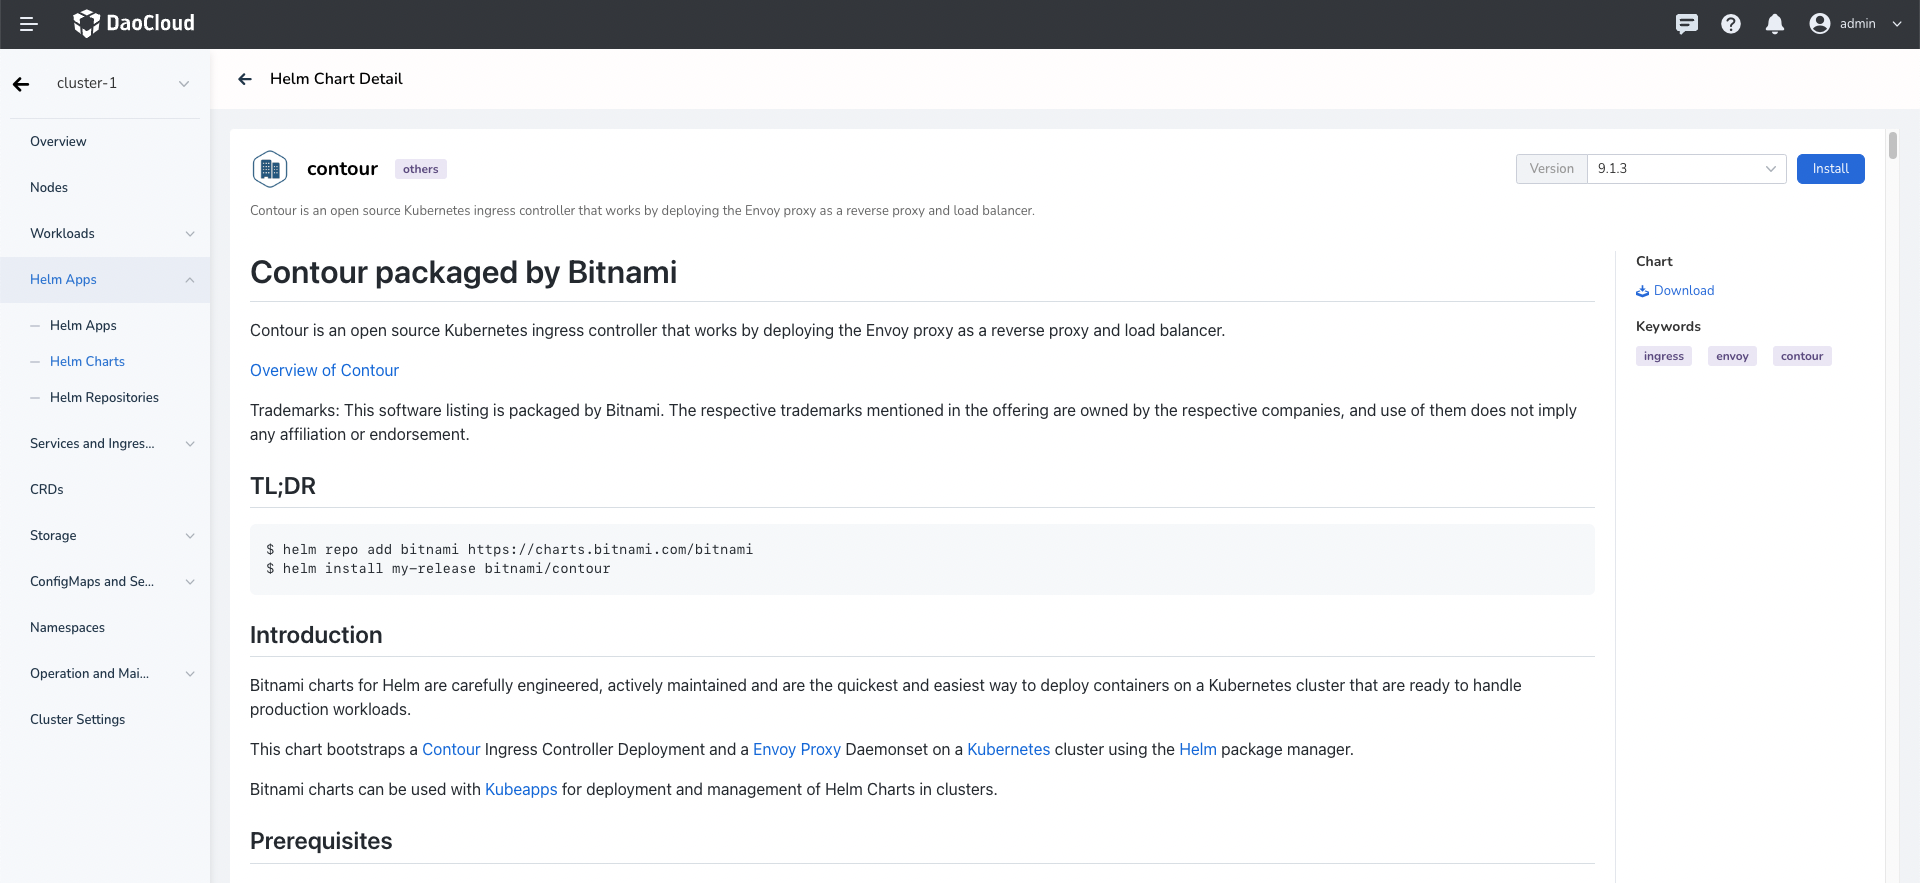 DaoCloud
admin
cluster-1
Overview
Nodes
Workloads
Helm Apps
Helm Apps
Helm Charts
Helm Repositories
Services and Ingres...
CRDs
Storage
ConfigMaps and Se...
Namespaces
Operation and Mai...
Cluster Settings
Helm Chart Detail
contour
others
Version
9.1.3
Install
Contour is an open source Kubernetes ingress controller that works by deploying the Envoy proxy as a reverse proxy and load balancer.
Contour packaged by Bitnami
Contour is an open source Kubernetes ingress controller that works by deploying the Envoy proxy as a reverse proxy and load balancer.
Overview of Contour
Trademarks: This software listing is packaged by Bitnami. The respective trademarks mentioned in the offering are owned by the respective companies, and use of them does not imply
any affiliation or endorsement.
TL;DR
$ helm repo add bitnami https://charts.bitnami.com/bitnami
$ helm install my-release bitnami/contour
Introduction
Bitnami charts for Helm are carefully engineered, actively maintained and are the quickest and easiest way to deploy containers on a Kubernetes cluster that are ready to handle
production workloads.
This chart bootstraps a Contour Ingress Controller Deployment and a Envoy Proxy Daemonset on a Kubernetes cluster using the Helm package manager.
Bitnami charts can be used with Kubeapps for deployment and management of Helm Charts in clusters.
Prerequisites
Chart
Download
Keywords
ingress
envoy
contour